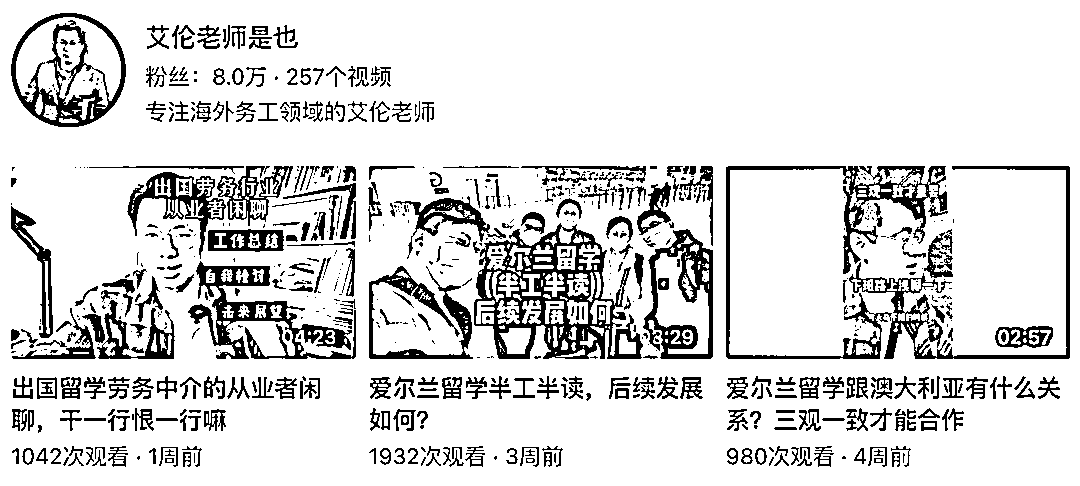 艾伦老师是也
粉丝：8.0万 · 257个视频
专注海外务工领域的艾伦老师
出国劳务行业
从业者闲聊
工作总结
自我检讨
未来展望
04:23
爱尔兰留学
(半工半读)
后续发展如何
03:29
三观一致才能合作
02:57
出国留学劳务中介的从业者闲
聊，干一行恨一行嘛
1042次观看 · 1周前
爱尔兰留学半工半读，后续发展
如何？
1932次观看 · 3周前
爱尔兰留学跟澳大利亚有什么关
系？三观一致才能合作
980次观看 · 4周前